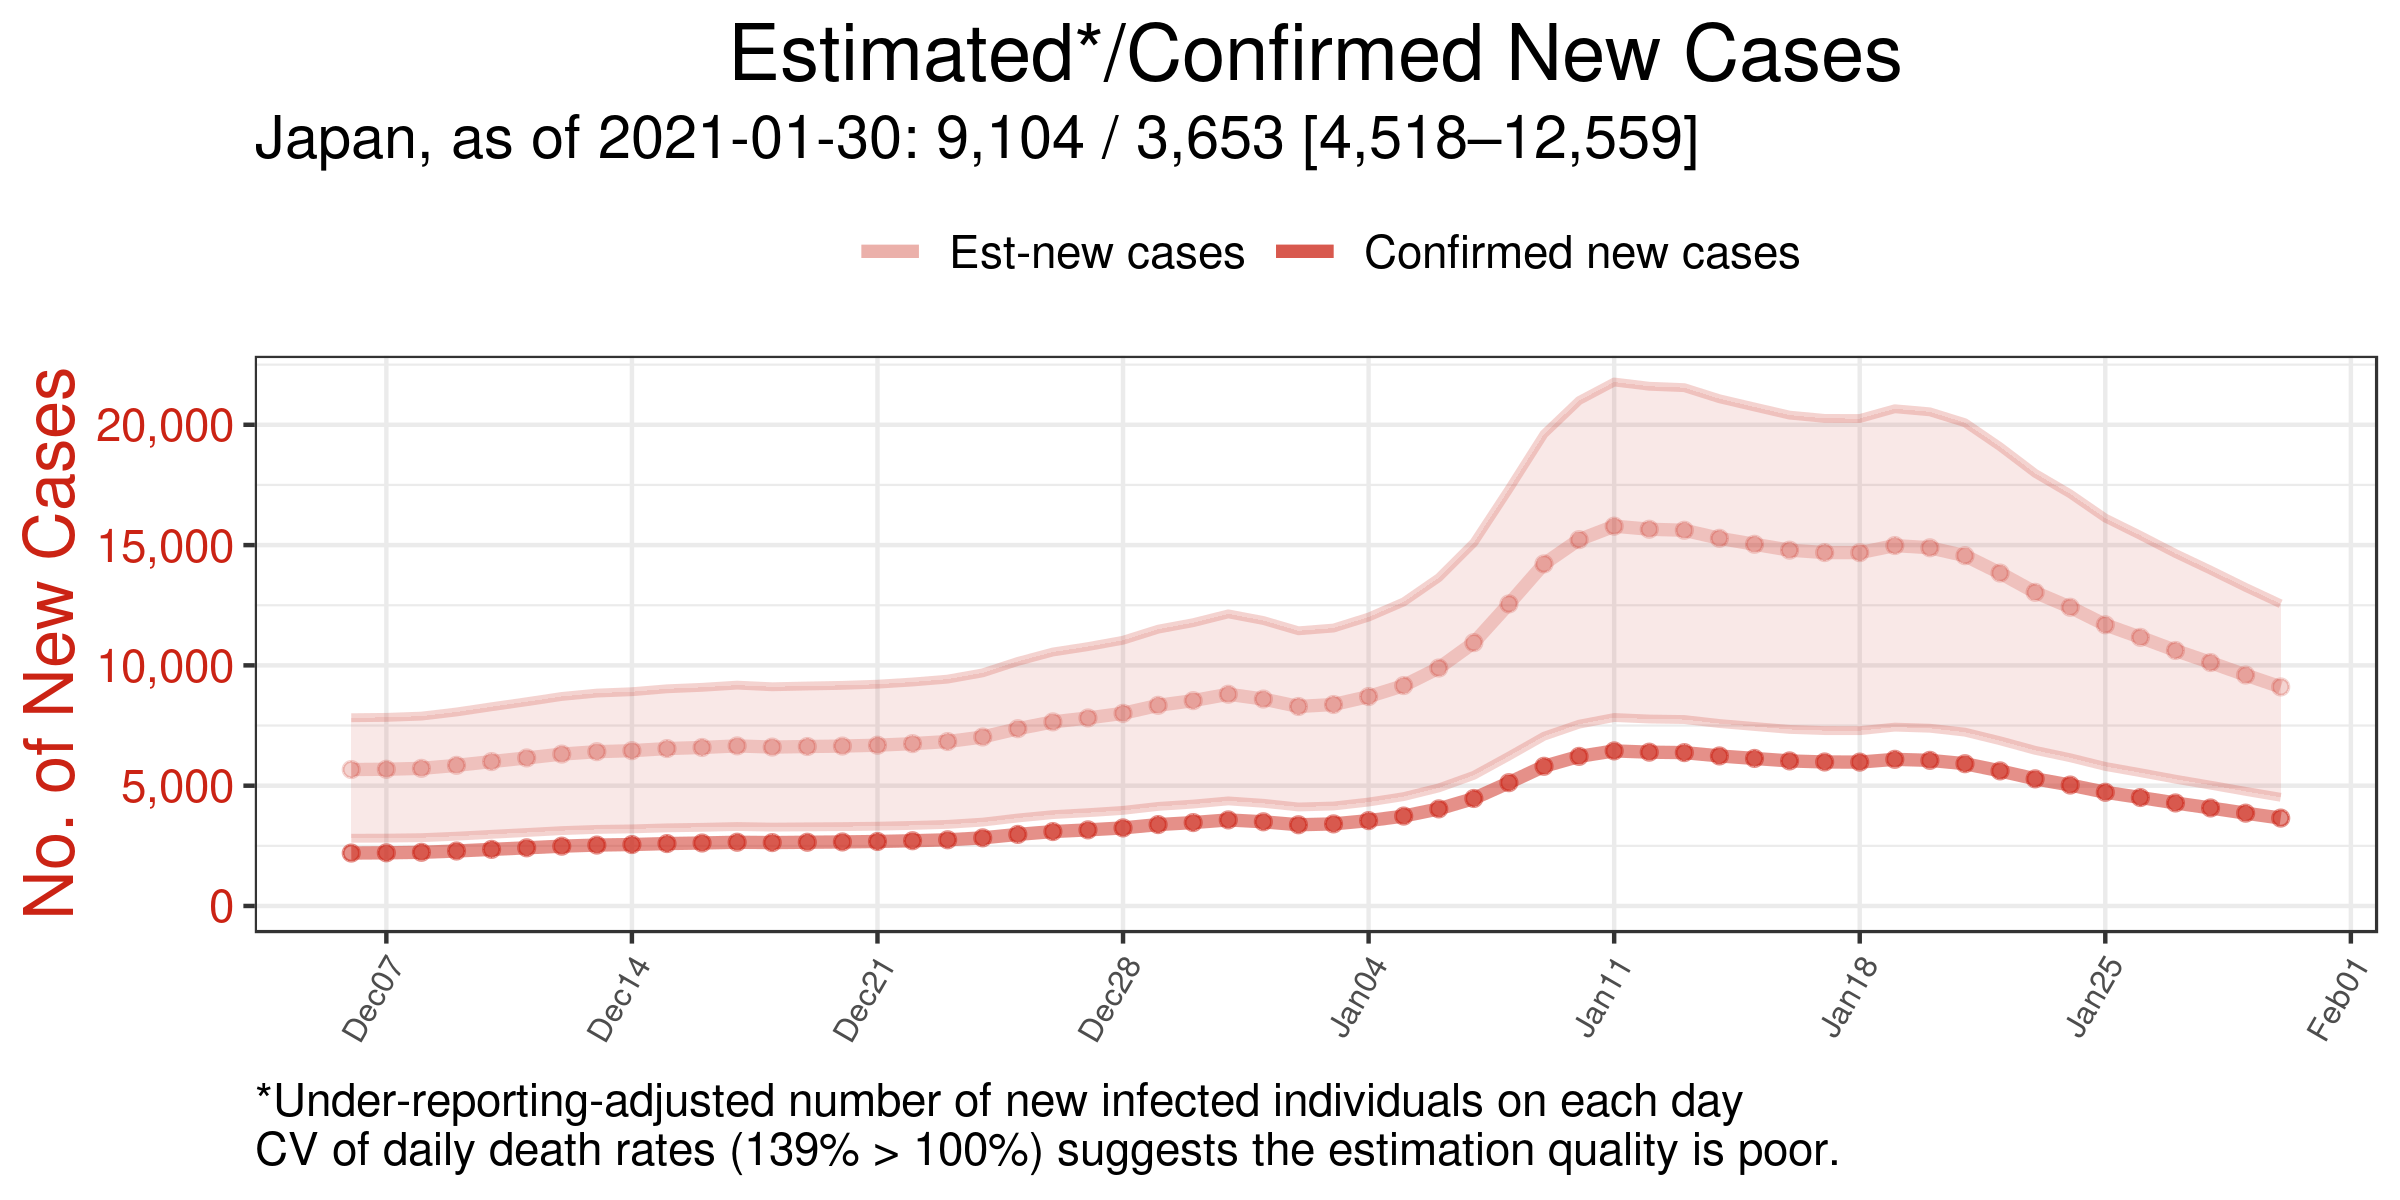 Estimated*/Confirmed New Cases
Japan, as of 2021-01-30: 9,104 / 3,653 [4,518–12,559]
Est-new cases
Confirmed new cases
No. of New Cases
20,000
15,000
10,000
5,000
0
Dec07
Dec14
Dec21
Dec28
Jan04
Jan11
Jan18
Jan25
Feb01
*Under-reporting-adjusted number of new infected individuals on each day
CV of daily death rates (139% > 100%) suggests the estimation quality is poor.